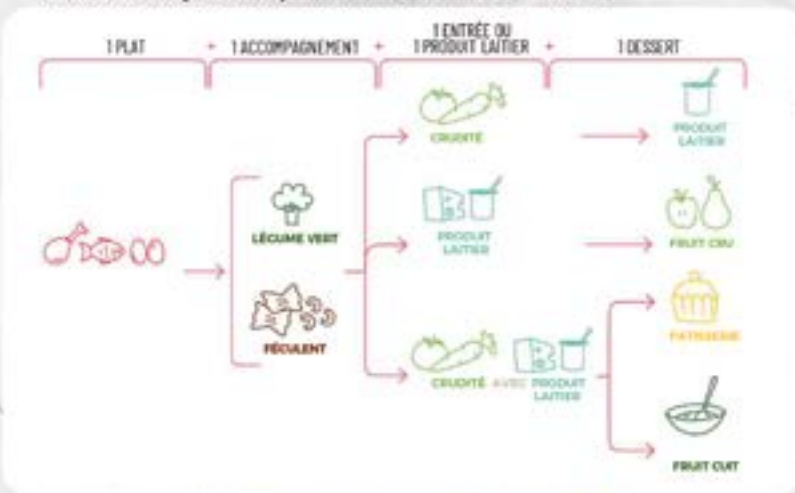 1 PLAT + 1 ACCOMPAGNEMENT + 1 ENTRÉE OU
1 PRODUIT LAITIER + 1 DESSERT
CRUDITÉ
PRODUIT
LAITIER
LÉGUME VERT
PRODUIT
LAITIER
FRUIT CRU
FÉCULENT
PATISSERIE
CRUDITÉ AVEC PRODUIT
LAITIER
FRUIT CUIT